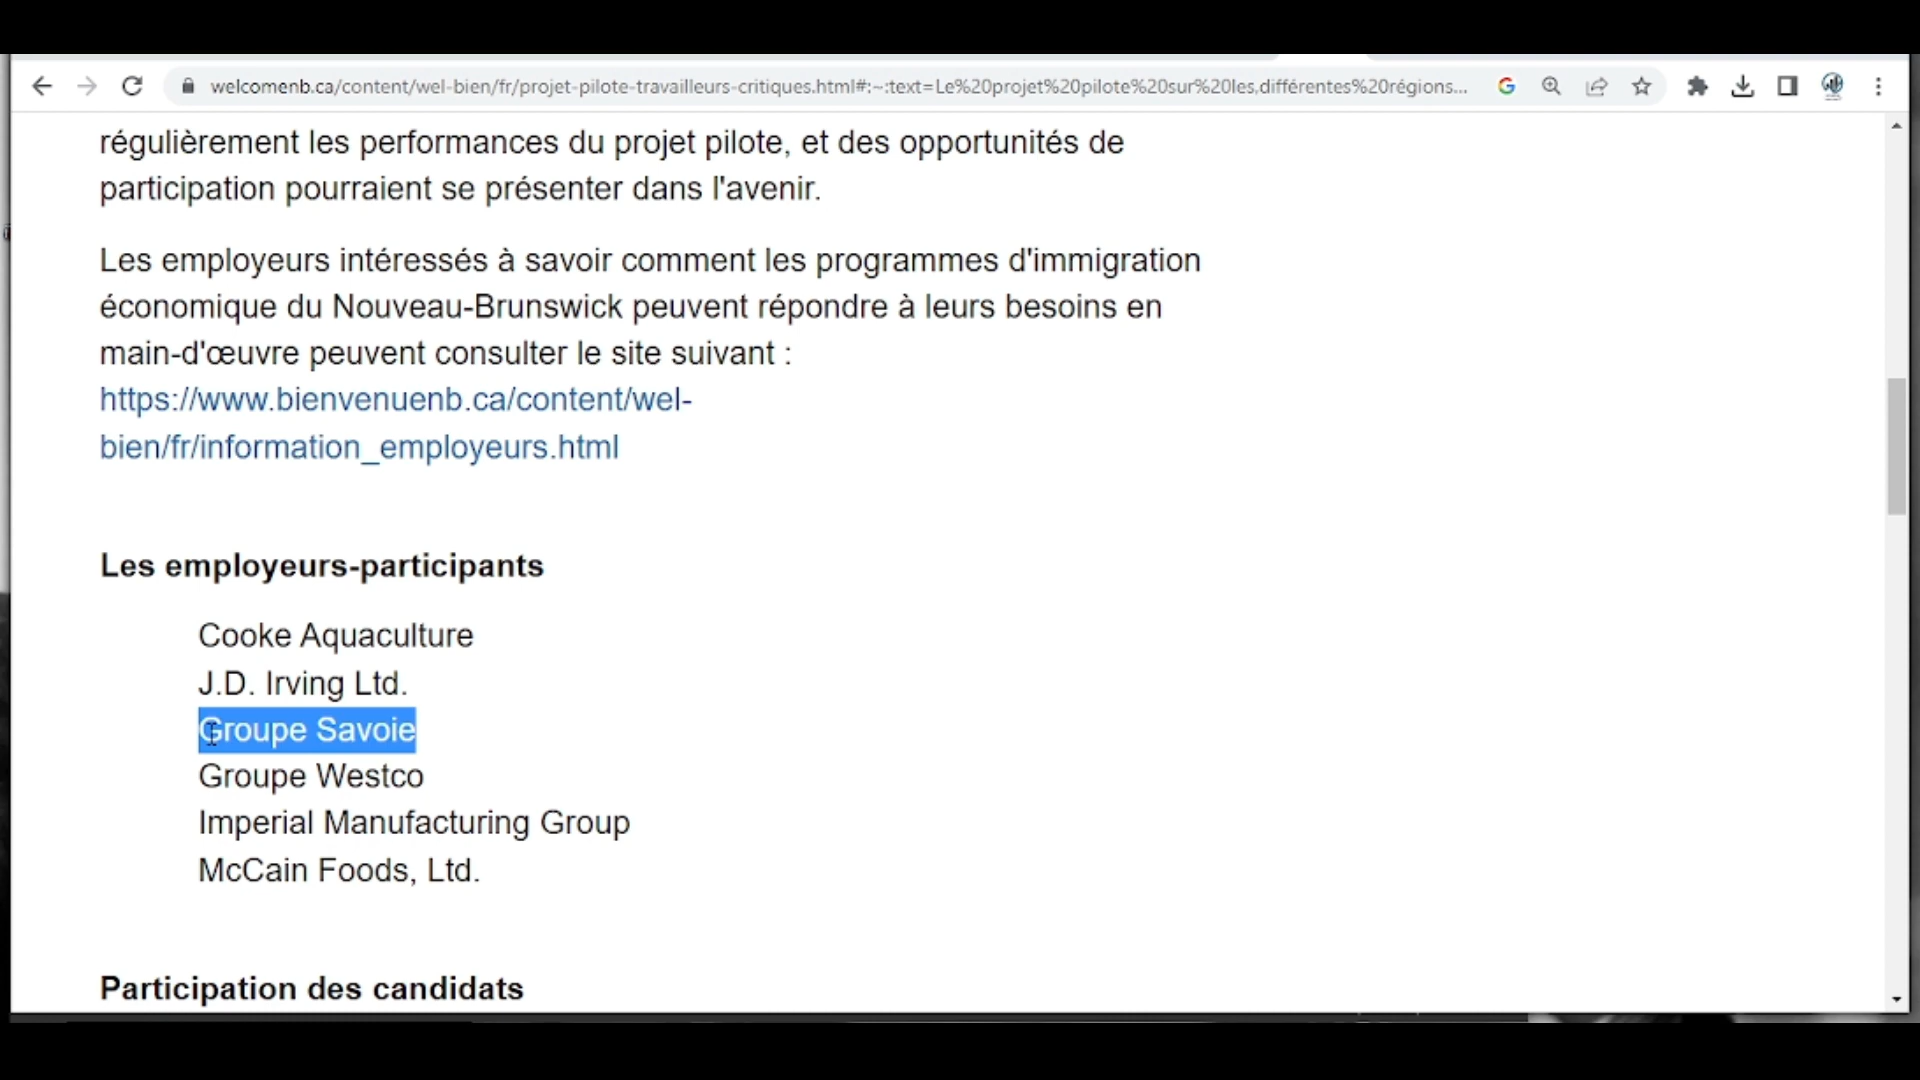 welcomenb.ca/content/wel-bien/fr/projet-pilote-travailleurs-critiques.html#:~:text=Le%20projet%20pilote%20sur%20les,différentes%20régions...
régulièrement les performances du projet pilote, et des opportunités de
participation pourraient se présenter dans l'avenir.
Les employeurs intéressés à savoir comment les programmes d'immigration
économique du Nouveau-Brunswick peuvent répondre à leurs besoins en
main-d'œuvre peuvent consulter le site suivant :
https://www.bienvenuenb.ca/content/wel-
bien/fr/information_employeurs.html
Les employeurs-participants
Cooke Aquaculture
J.D. Irving Ltd.
Groupe Savoie
Groupe Westco
Imperial Manufacturing Group
McCain Foods, Ltd.
Participation des candidats